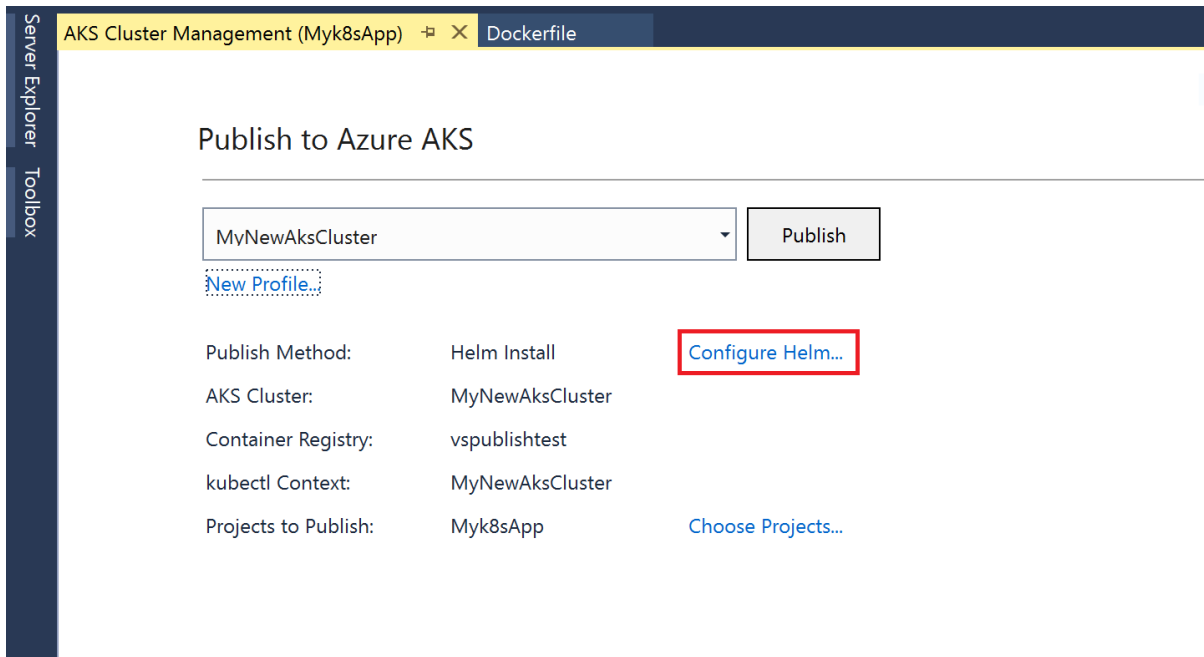 Server Explorer
Toolbox
AKS Cluster Management (Myk8sApp)
Dockerfile
Publish to Azure AKS
MyNewAksCluster
Publish
New Profile...
Publish Method: Helm Install Configure Helm...
AKS Cluster: MyNewAksCluster
Container Registry: vspublishtest
kubectl Context: MyNewAksCluster
Projects to Publish: Myk8sApp Choose Projects...